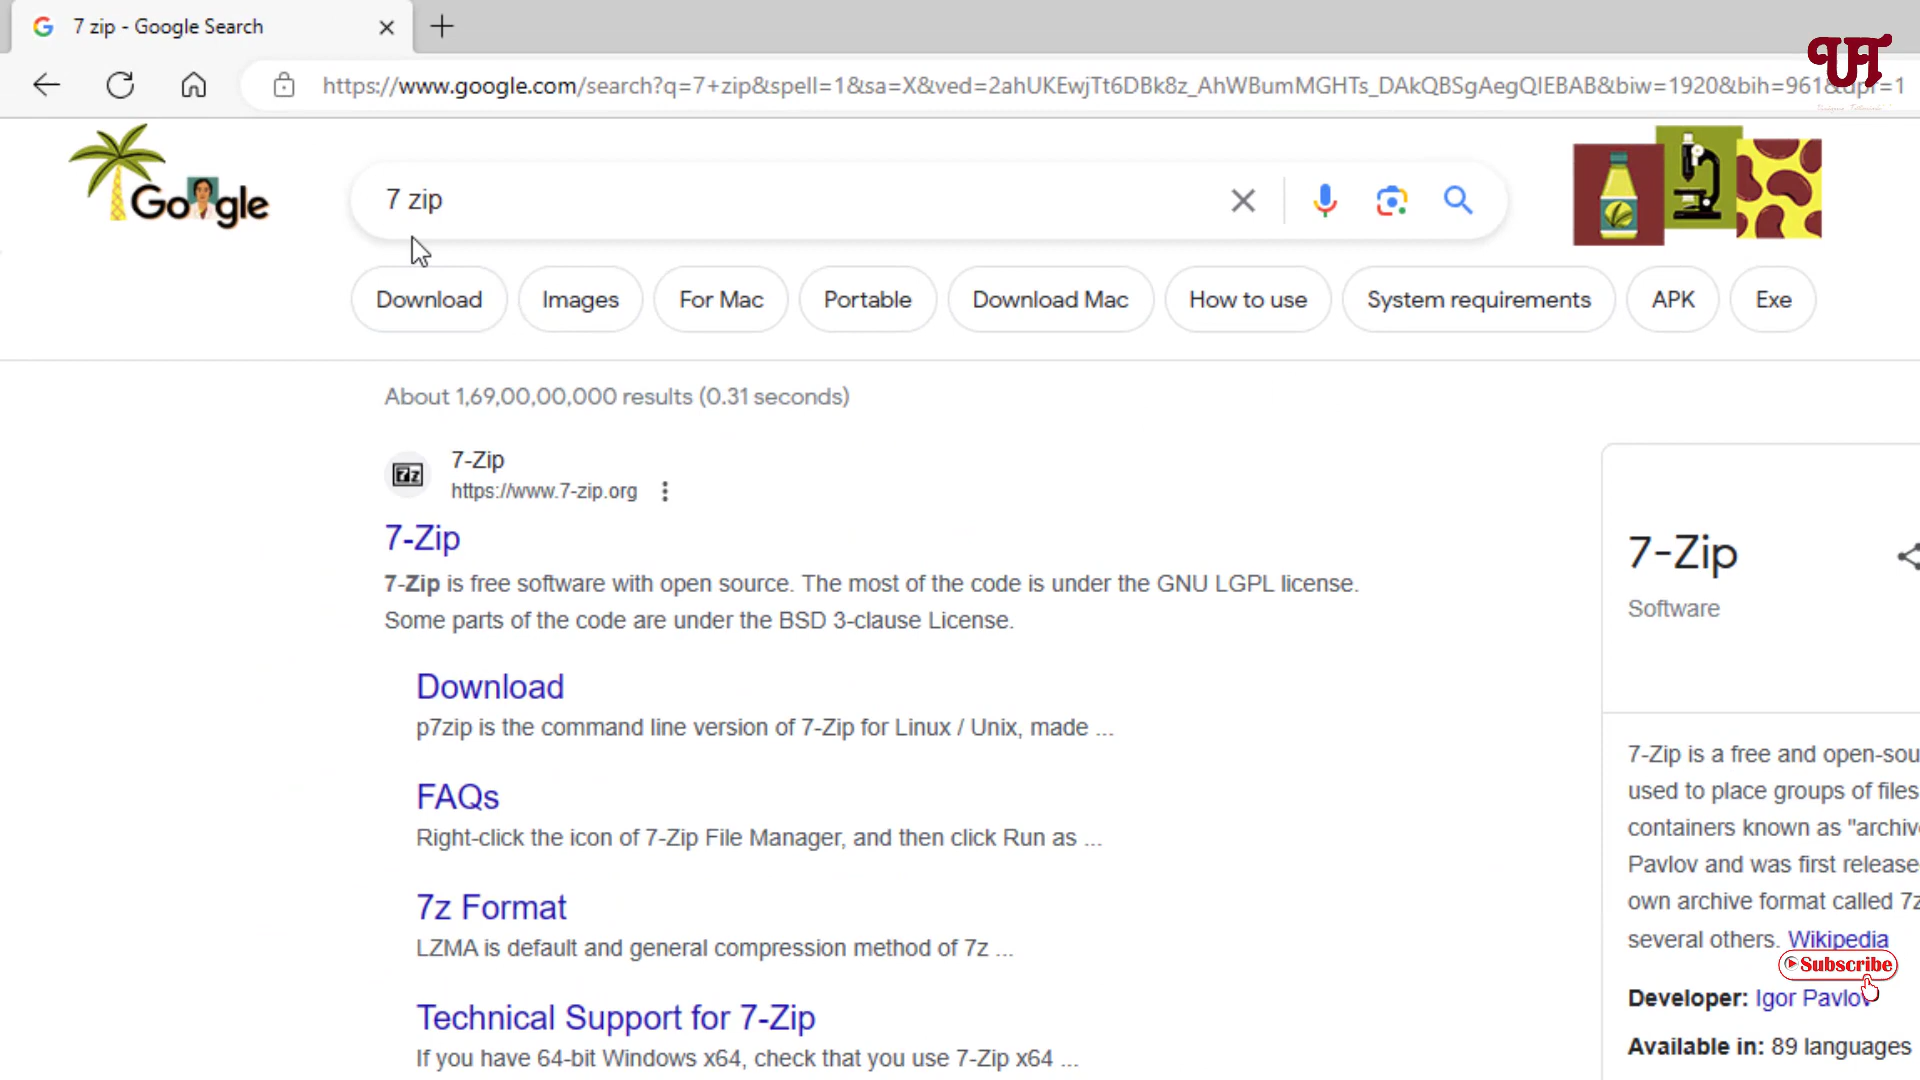 7 zip - Google Search
https://www.google.com/search?q=7+zip&spell=1&sa=X&ved=2ahUKEwjTt6DBk8z_AhWBumMGHTs_DAkQBSgAegQIEBAB&biw=1920&bih=961&dpr=1
UT
Google
7 zip
Download Images For Mac Portable Download Mac How to use System requirements APK Exe
About 1,69,00,00,000 results (0.31 seconds)
7z 7-Zip
https://www.7-zip.org
7-Zip
7-Zip is free software with open source. The most of the code is under the GNU LGPL license.
Some parts of the code are under the BSD 3-clause License.
Download
p7zip is the command line version of 7-Zip for Linux / Unix, made ...
FAQs
Right-click the icon of 7-Zip File Manager, and then click Run as ...
7z Format
LZMA is default and general compression method of 7z ...
Technical Support for 7-Zip
If you have 64-bit Windows x64, check that you use 7-Zip x64 ...
7-Zip
Software
7-Zip is a free and open-sou
used to place groups of files
containers known as "archiv
Pavlov and was first release
own archive format called 7z
several others. Wikipedia
Subscribe
Developer: Igor Pavlov
Available in: 89 languages